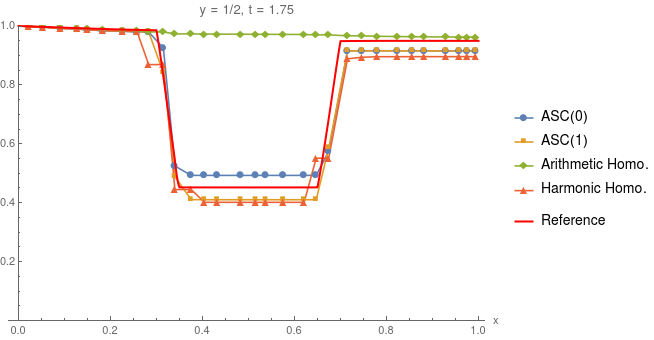 y = 1/2, t = 1.75
1.0
0.8
0.6
0.4
0.2
0.0 0.2 0.4 0.6 0.8 1.0
x
ASC(0)
ASC(1)
Arithmetic Homo.
Harmonic Homo.
Reference